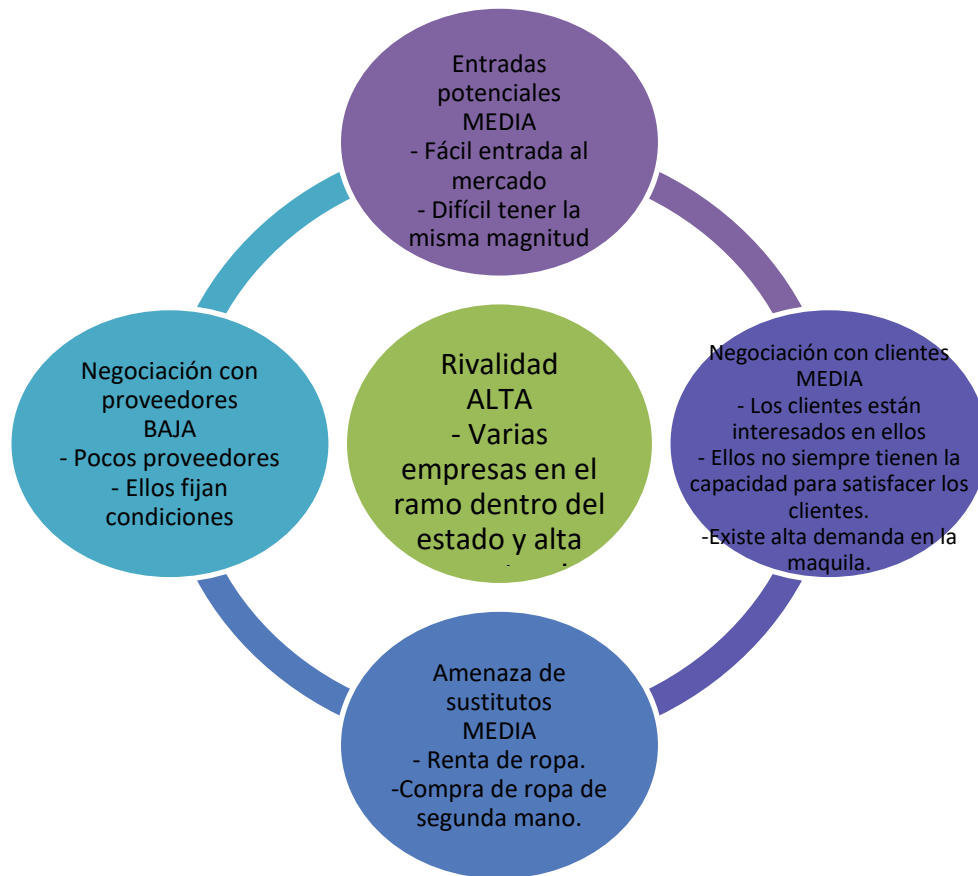 Entradas
potenciales
MEDIA
- Fácil entrada al
mercado
- Difícil tener la
misma magnitud
Negociación con
proveedores
BAJA
- Pocos proveedores
- Ellos fijan
condiciones
Rivalidad
ALTA
- Varias
empresas en el
ramo dentro del
estado y alta
Negociación con clientes
MEDIA
- Los clientes están
interesados en ellos
- Ellos no siempre tienen la
capacidad para satisfacer los
clientes.
-Existe alta demanda en la
maquila.
Amenaza de
sustitutos
MEDIA
- Renta de ropa.
-Compra de ropa de
segunda mano.